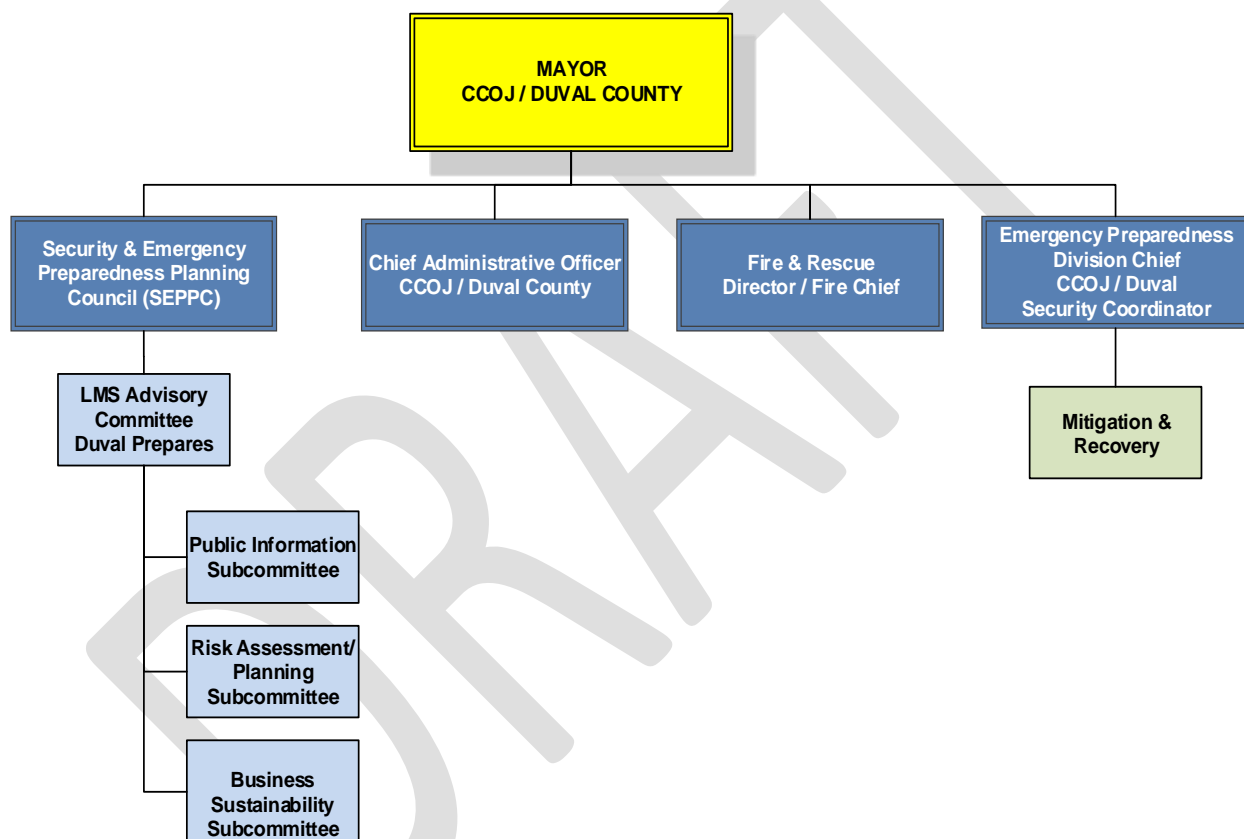 MAYOR
CCOJ / DUVAL COUNTY
Security & Emergency
Preparedness Planning
Council (SEPPC)
Chief Administrative Officer
CCOJ / Duval County
Fire & Rescue
Director / Fire Chief
Emergency Preparedness
Division Chief
CCOJ / Duval
Security Coordinator
LMS Advisory
Committee
Duval Prepares
Mitigation &
Recovery
Public Information
Subcommittee
Risk Assessment/
Planning
Subcommittee
Business
Sustainability
Subcommittee
DRAFT